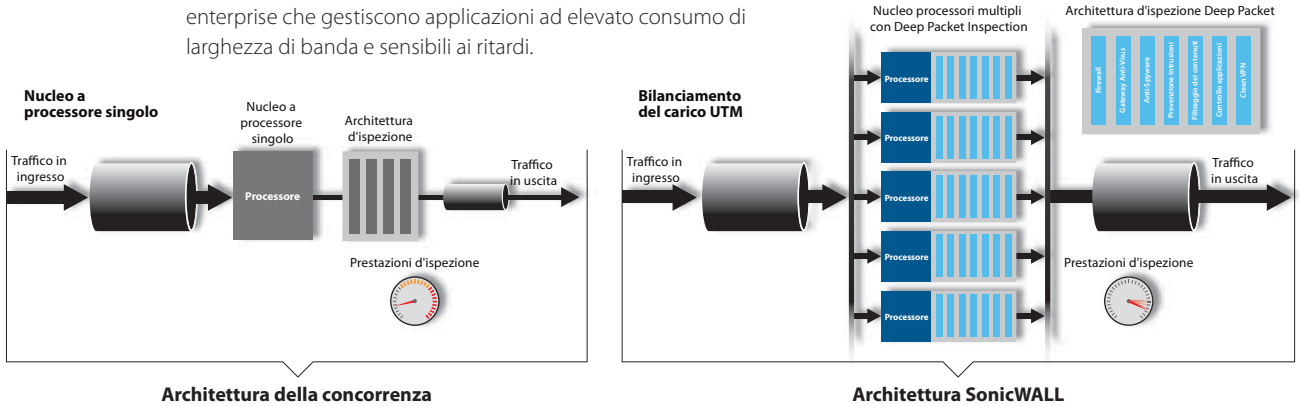 enterprise che gestiscono applicazioni ad elevato consumo di
larghezza di banda e sensibili ai ritardi.
Nucleo a
processore singolo
Traffico in
ingresso
Nucleo a
processore
singolo
Processore
Architettura
d'ispezione
Traffico
in uscita
Prestazioni d'ispezione
Architettura della concorrenza
Bilanciamento
del carico UTM
Traffico in
ingresso
Nucleo processori multipli
con Deep Packet Inspection
Processore
Processore
Processore
Processore
Processore
Architettura d'ispezione Deep Packet
Firewall
Gateway Anti-Virus
Anti-Spyware
Prevenzione intrusioni
Filtraggio dei contenuti
Controllo applicazioni
Clean VPN
Traffico
in uscita
Prestazioni d'ispezione
Architettura SonicWALL